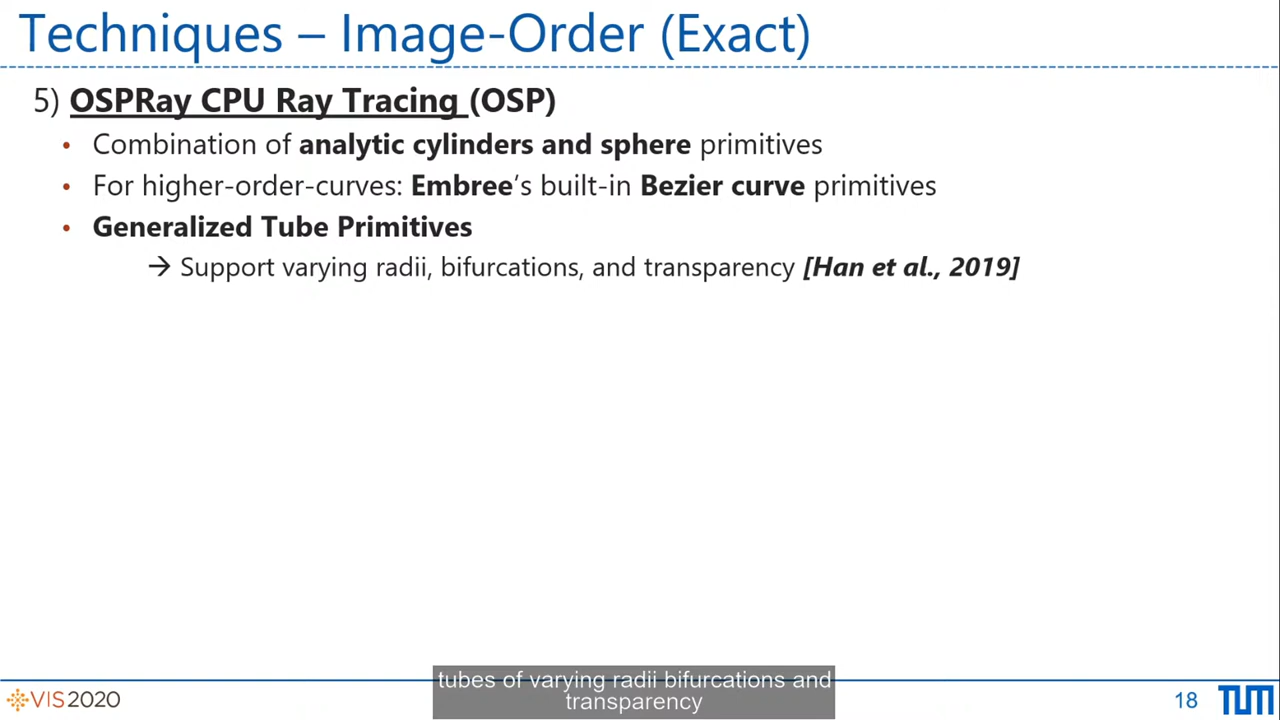 Techniques – Image-Order (Exact)
5) OSPRay CPU Ray Tracing (OSP)
• Combination of analytic cylinders and sphere primitives
• For higher-order-curves: Embree’s built-in Bezier curve primitives
• Generalized Tube Primitives
→ Support varying radii, bifurcations, and transparency [Han et al., 2019]
tubes of varying radii bifurcations and
transparency
VIS2020
18
TUM